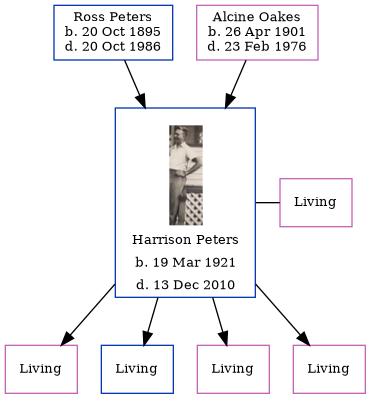 Ross Peters
b. 20 Oct 1895
d. 20 Oct 1986
Alcine Oakes
b. 26 Apr 1901
d. 23 Feb 1976
Harrison Peters
b. 19 Mar 1921
d. 13 Dec 2010
Living
Living
Living
Living
Living